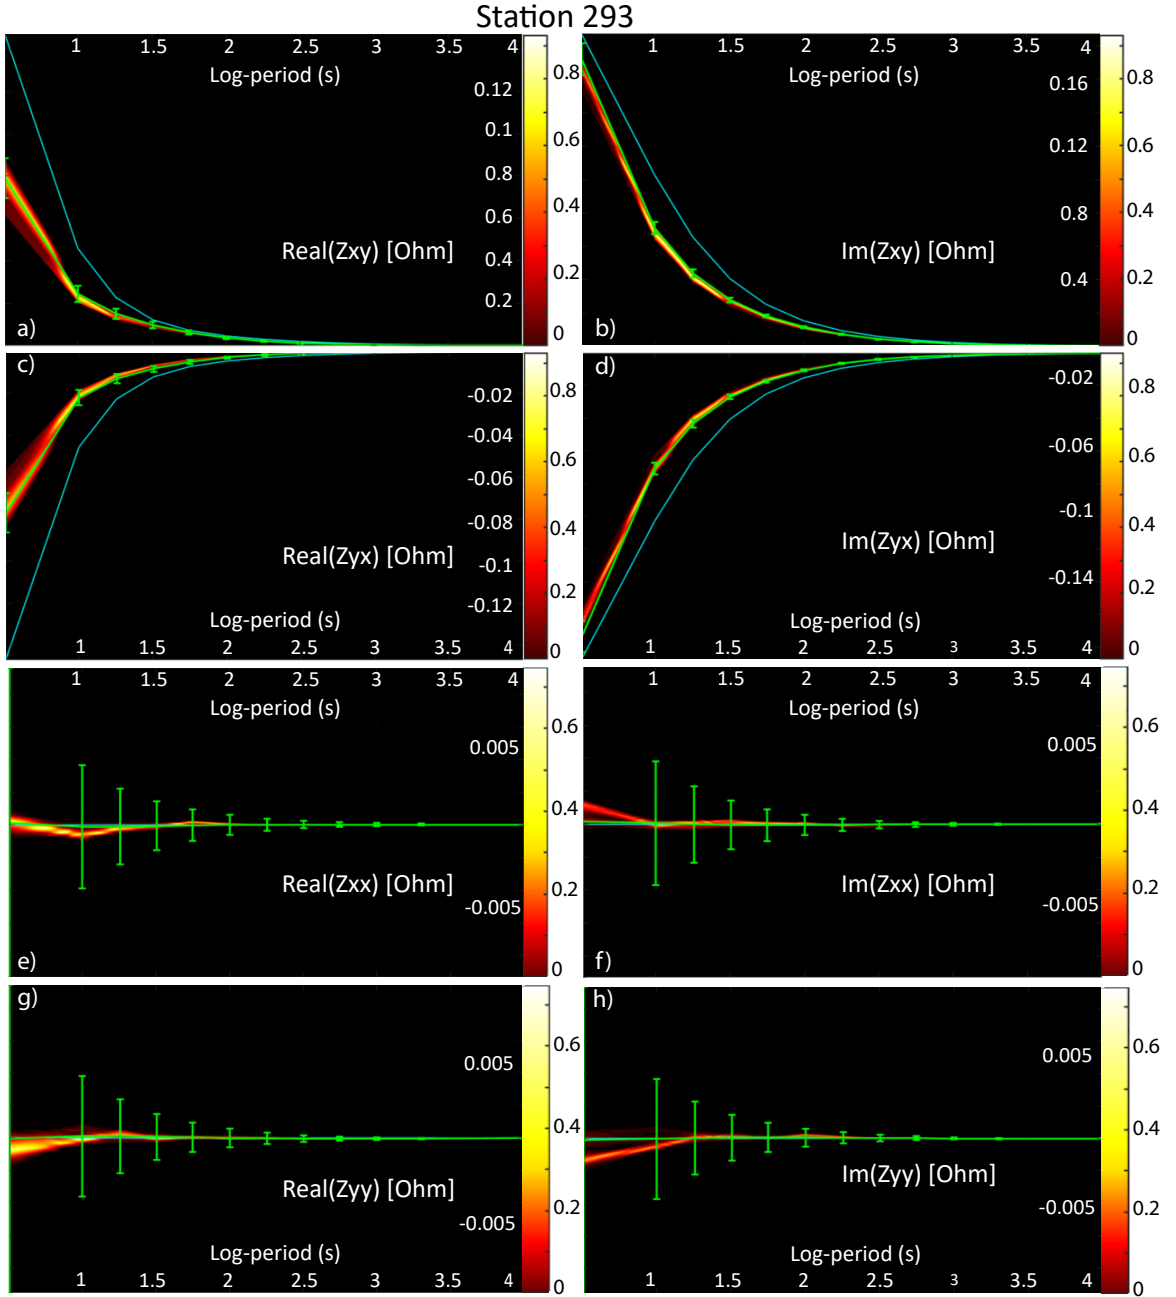 Station 293
1 1.5 2 2.5 3 3.5 4
Log-period (s)
0.12
0.1
0.8
0.6
0.4
0.2
Real(Zxy) [Ohm]
a)
0.8
0.6
0.4
0.2
0
1 1.5 2 2.5 3 3.5 4
Log-period (s)
0.16
0.12
0.8
0.4
Im(Zxy) [Ohm]
b)
0.8
0.6
0.4
0.2
0
c)
-0.02
-0.04
-0.06
-0.08
-0.1
-0.12
Real(Zyx) [Ohm]
Log-period (s)
1 1.5 2 2.5 3 3.5 4
0.8
0.6
0.4
0.2
0
d)
-0.02
-0.06
-0.1
-0.14
Im(Zyx) [Ohm]
Log-period (s)
1 1.5 2 2.5 3 3.5 4
0.8
0.6
0.4
0.2
0
1 1.5 2 2.5 3 3.5 4
Log-period (s)
0.005
Real(Zxx) [Ohm]
-0.005
e)
0.6
0.4
0.2
0
1 1.5 2 2.5 3 3.5 4
Log-period (s)
0.005
Im(Zxx) [Ohm]
-0.005
f)
0.6
0.4
0.2
0
g)
0.005
Real(Zyy) [Ohm]
-0.005
Log-period (s)
1 1.5 2 2.5 3 3.5 4
0.6
0.4
0.2
0
h)
0.005
Im(Zyy) [Ohm]
-0.005
Log-period (s)
1 1.5 2 2.5 3 3.5 4
0.6
0.4
0.2
0